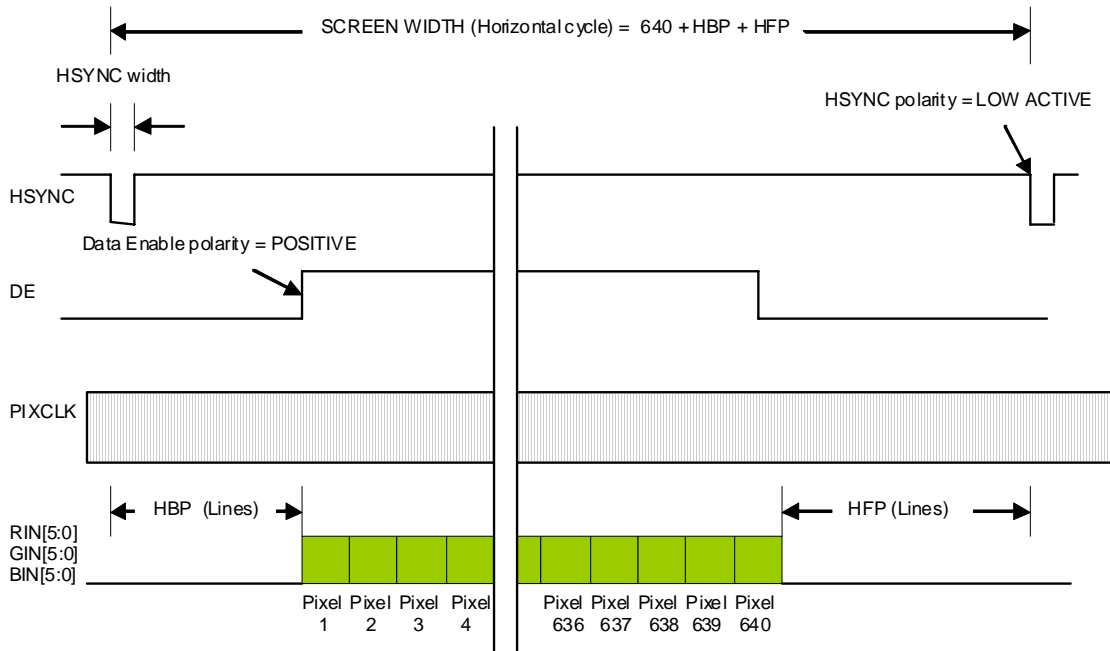 SCREEN WIDTH (Horizontal cycle) = 640 + HBP + HFP
HSYNC width
HSYNC polarity = LOW ACTIVE
HSYNC
Data Enable polarity = POSITIVE
DE
PIXCLK
HBP (Lines)
HFP (Lines)
RIN[5:0]
GIN[5:0]
BIN[5:0]
Pixel 1
Pixel 2
Pixel 3
Pixel 4
Pixel 636
Pixel 637
Pixel 638
Pixel 639
Pixel 640